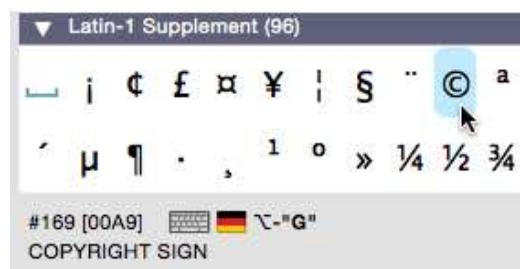 ▼ Latin-1 Supplement (96)
¡ ¢ £ ¤ ¥ ¦ § ¨ © ª
´ µ ¶ · ¸ ¹ º » ¼ ½ ¾
#169 [00A9] ⌥-"G"
COPYRIGHT SIGN